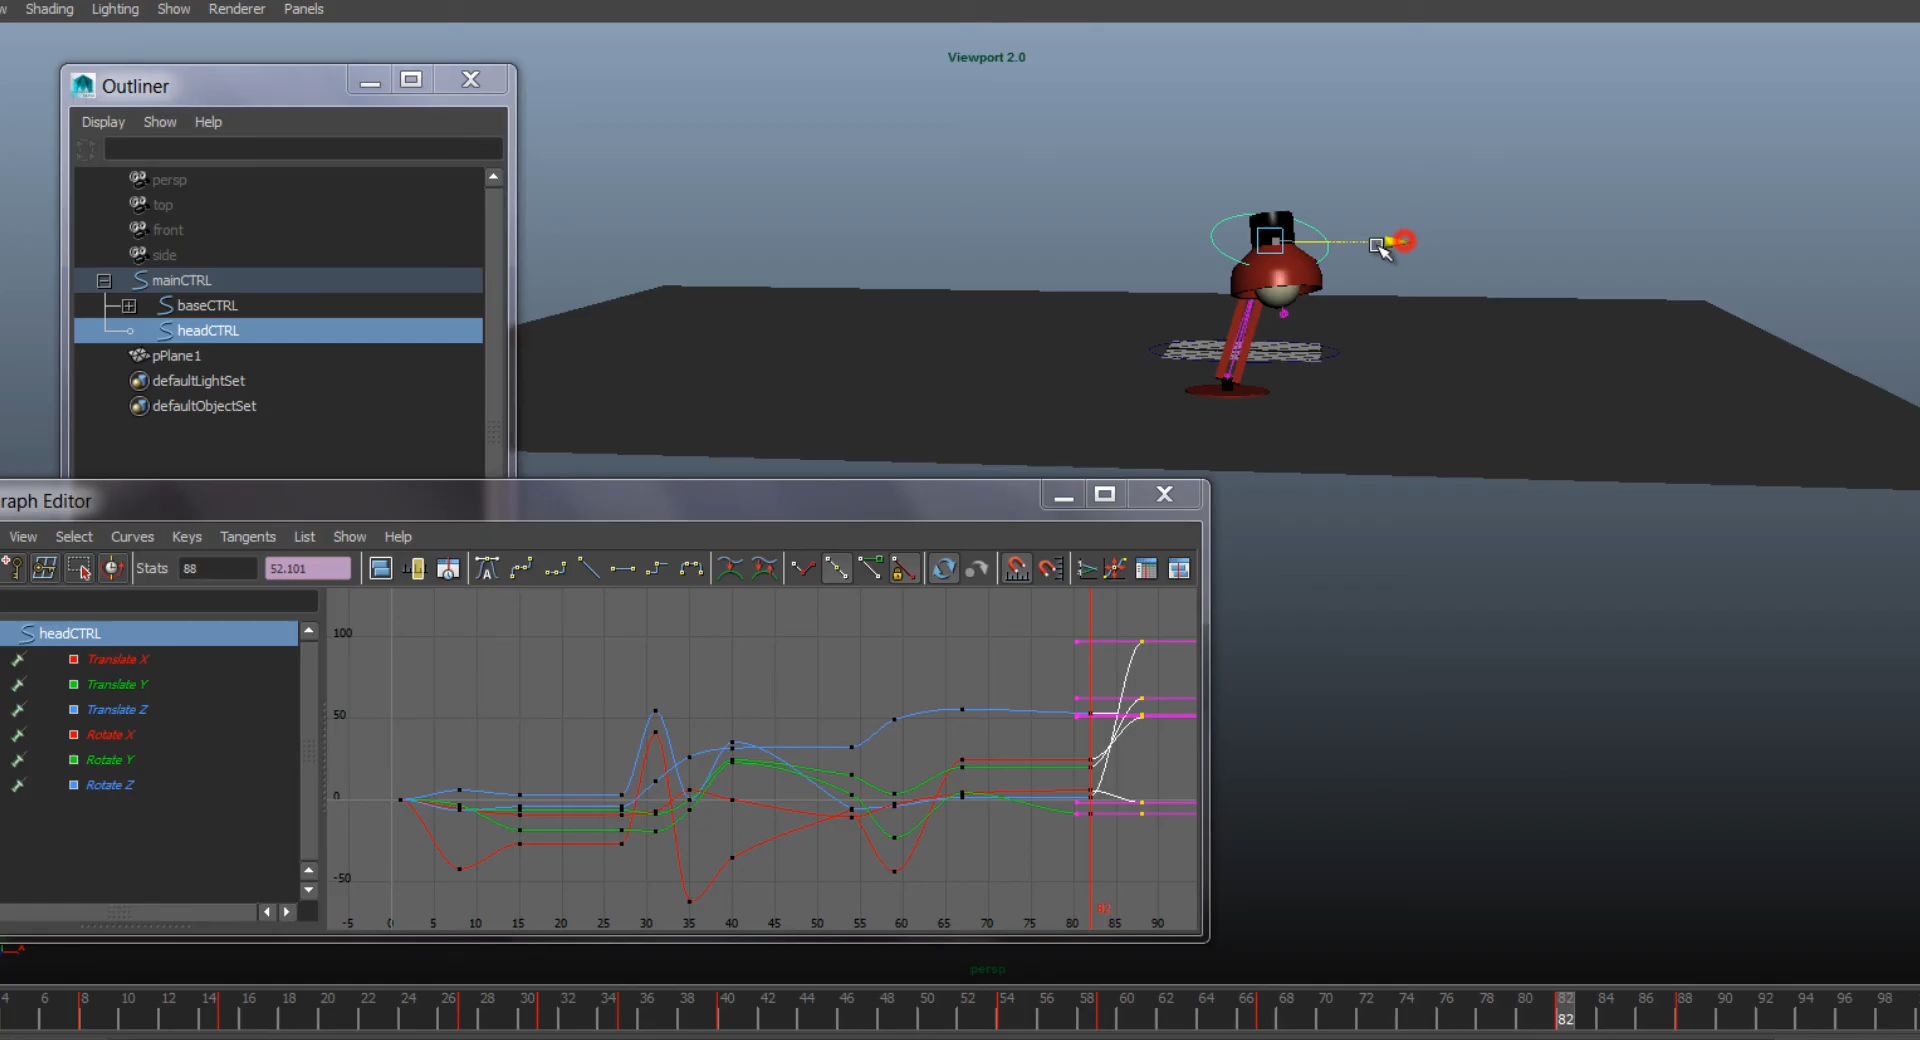 Shading Lighting Show Renderer Panels
Viewport 2.0
Outliner
Display Show Help
persp
top
front
side
mainCTRL
baseCTRL
headCTRL
pPlane1
defaultLightSet
defaultObjectSet
raph Editor
View Select Curves Keys Tangents List Show Help
Stats 88 52.101
headCTRL
Translate X
Translate Y
Translate Z
Rotate X
Rotate Y
Rotate Z
100
50
0
-50
-5 0 5 10 15 20 25 30 35 40 45 50 55 60 65 70 75 80 82 85 90
persp
4 6 8 10 12 14 16 18 20 22 24 26 28 30 32 34 36 38 40 42 44 46 48 50 52 54 56 58 60 62 64 66 68 70 72 74 76 78 80 82 84 86 88 90 92 94 96 98
82